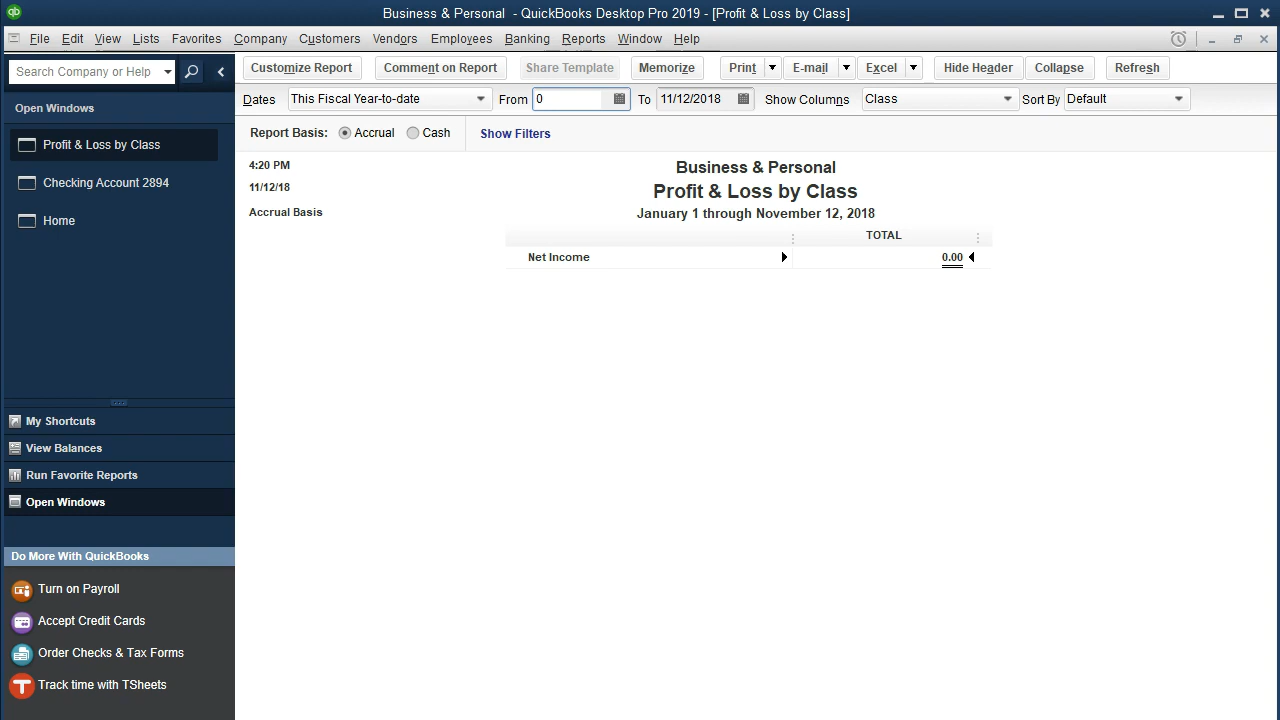 qb Business & Personal - QuickBooks Desktop Pro 2019 - [Profit & Loss by Class]
File Edit View Lists Favorites Company Customers Vendors Employees Banking Reports Window Help
Search Company or Help
Customize Report Comment on Report Share Template Memorize Print E-mail Excel Hide Header Collapse Refresh
Dates This Fiscal Year-to-date From 0 To 11/12/2018 Show Columns Class Sort By Default
Report Basis: Accrual Cash Show Filters
Open Windows
Profit & Loss by Class
Checking Account 2894
Home
My Shortcuts
View Balances
Run Favorite Reports
Open Windows
Do More With QuickBooks
Turn on Payroll
Accept Credit Cards
Order Checks & Tax Forms
Track time with TSheets
4:20 PM
11/12/18
Accrual Basis
Business & Personal
Profit & Loss by Class
January 1 through November 12, 2018
TOTAL
Net Income 0.00